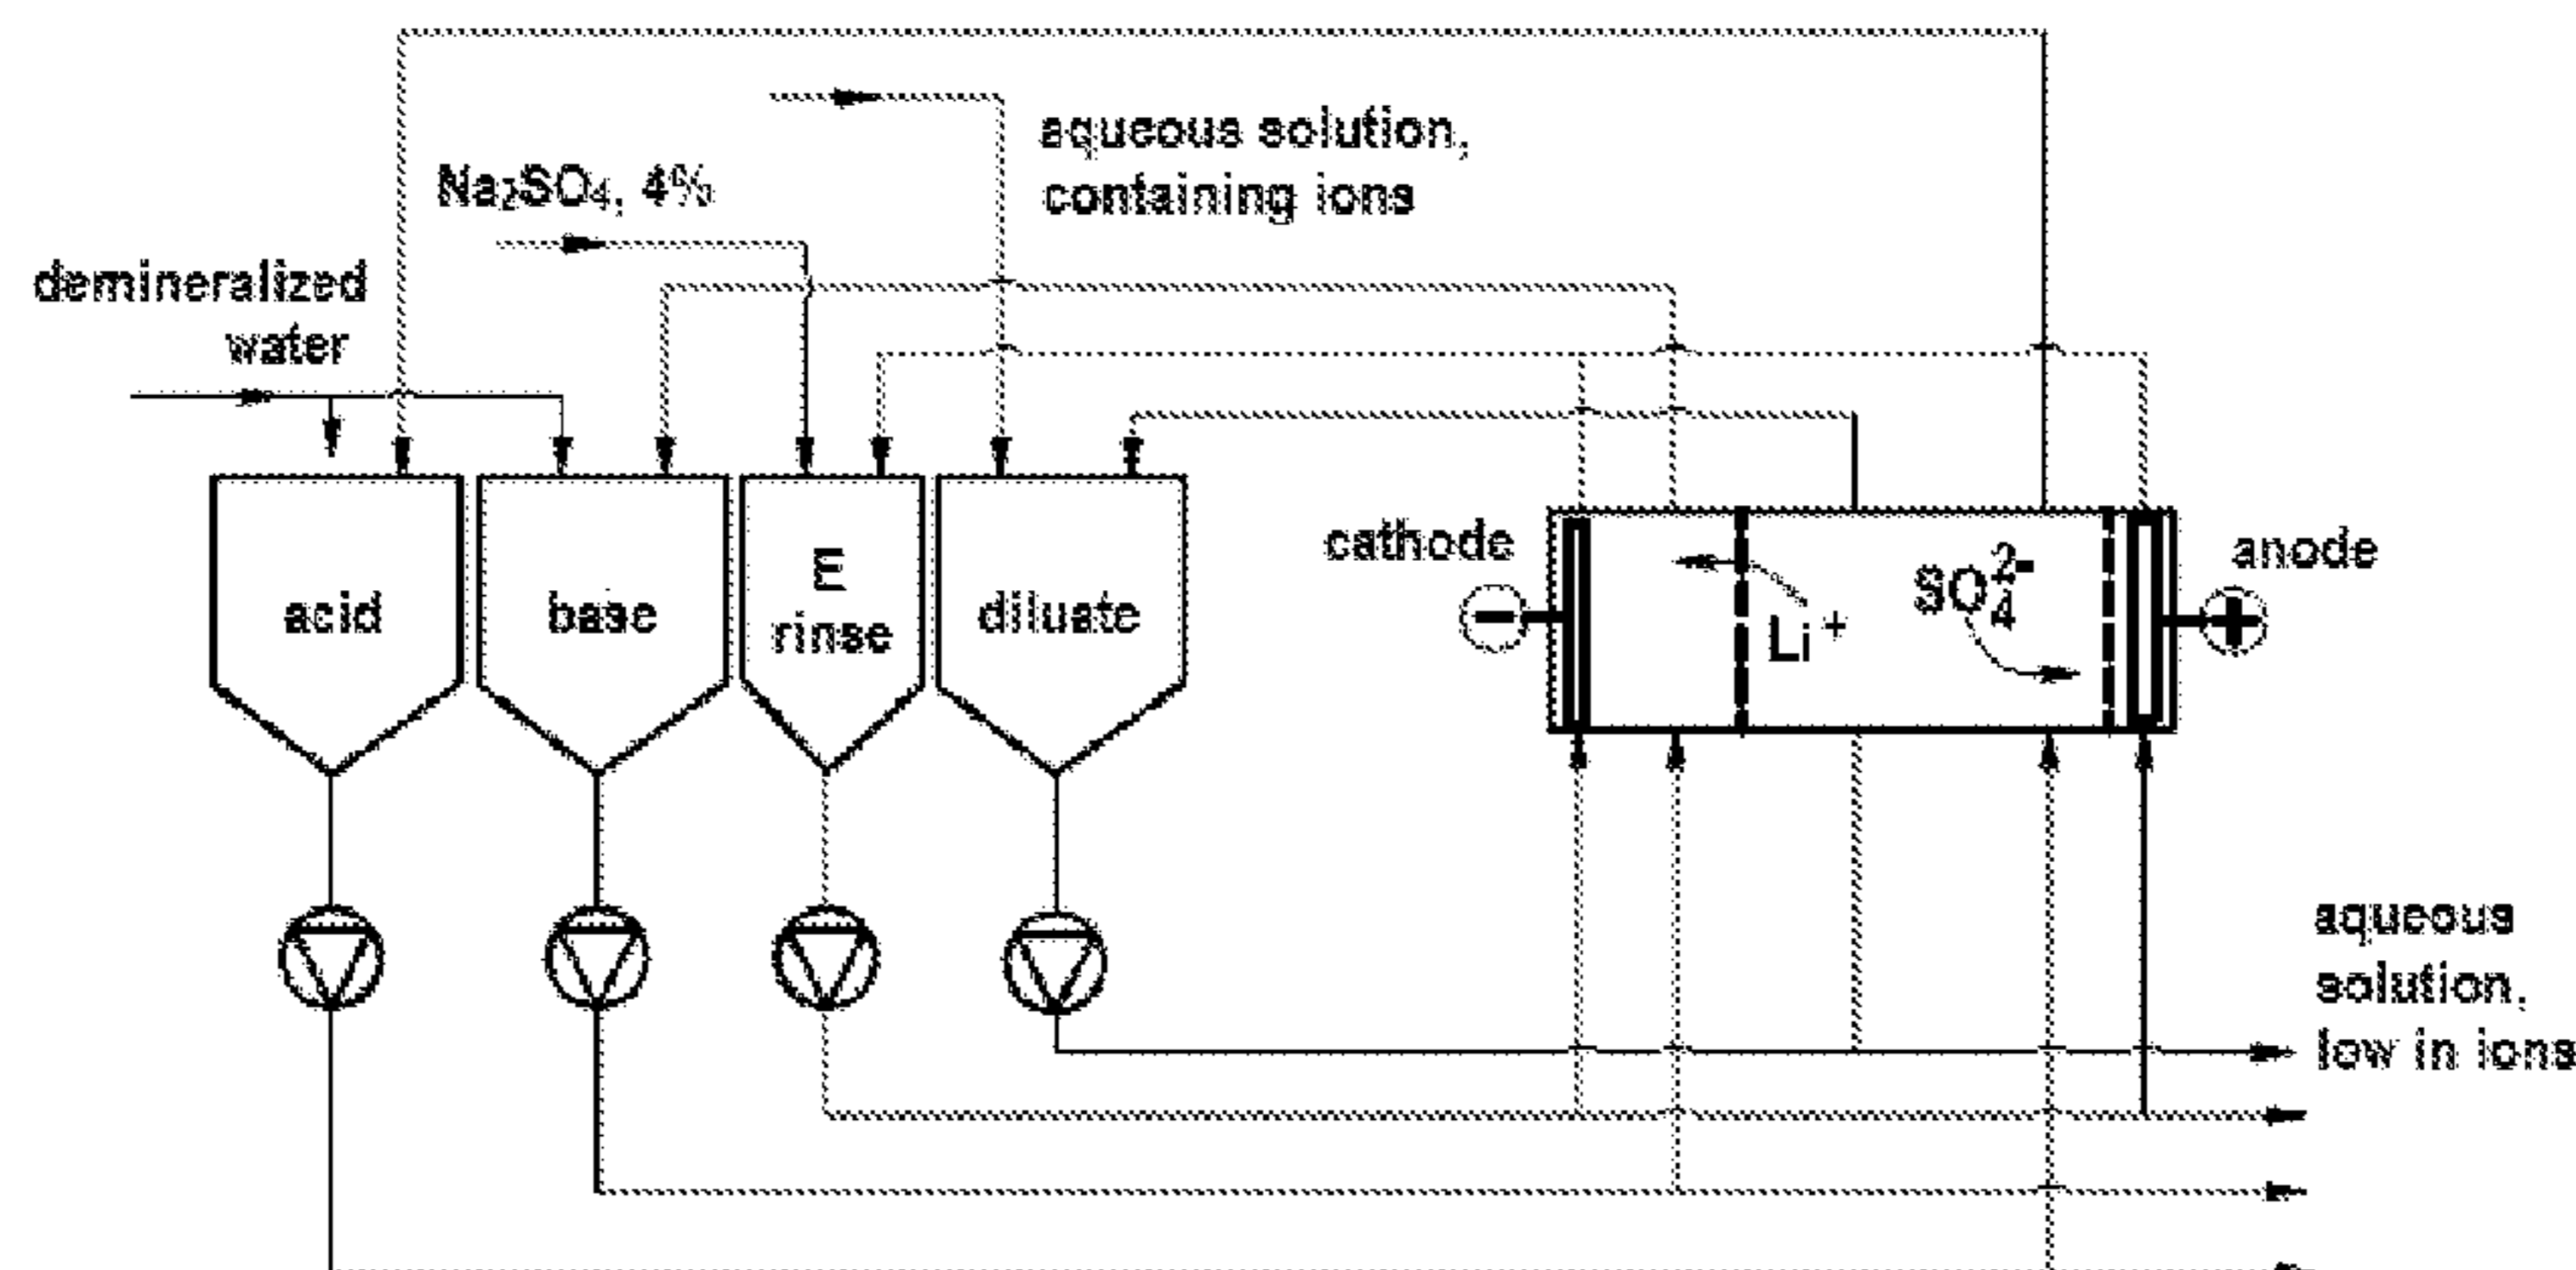 aqueous solution,
containing ions
Na₂SO₄, 4%
demineralized
water
acid
base
E
rinse
diluate
cathode
−
Li⁺
SO₄²⁻
anode
+
aqueous
solution,
low in ions